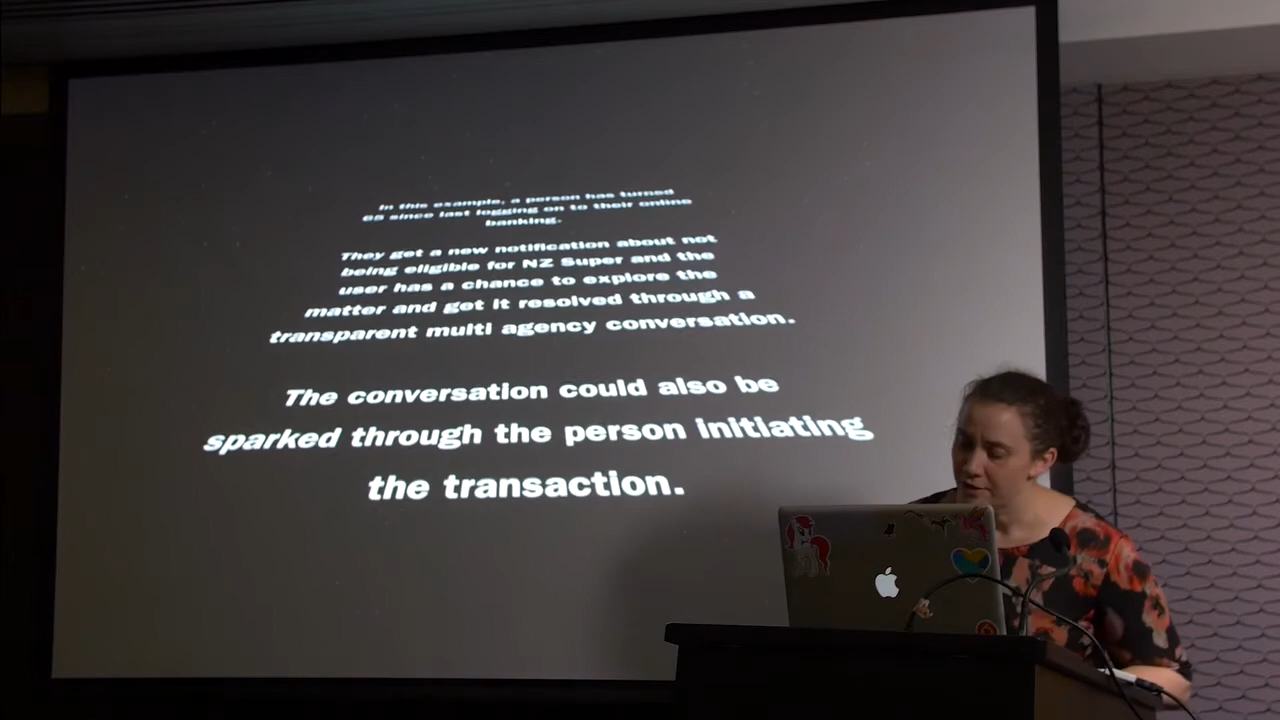 In this example, a person has turned
65 since last logging on to their online
banking.
They get a new notification about not
being eligible for NZ Super and the
user has a chance to explore the
matter and get it resolved through a
transparent multi agency conversation.
The conversation could also be
sparked through the person initiating
the transaction.